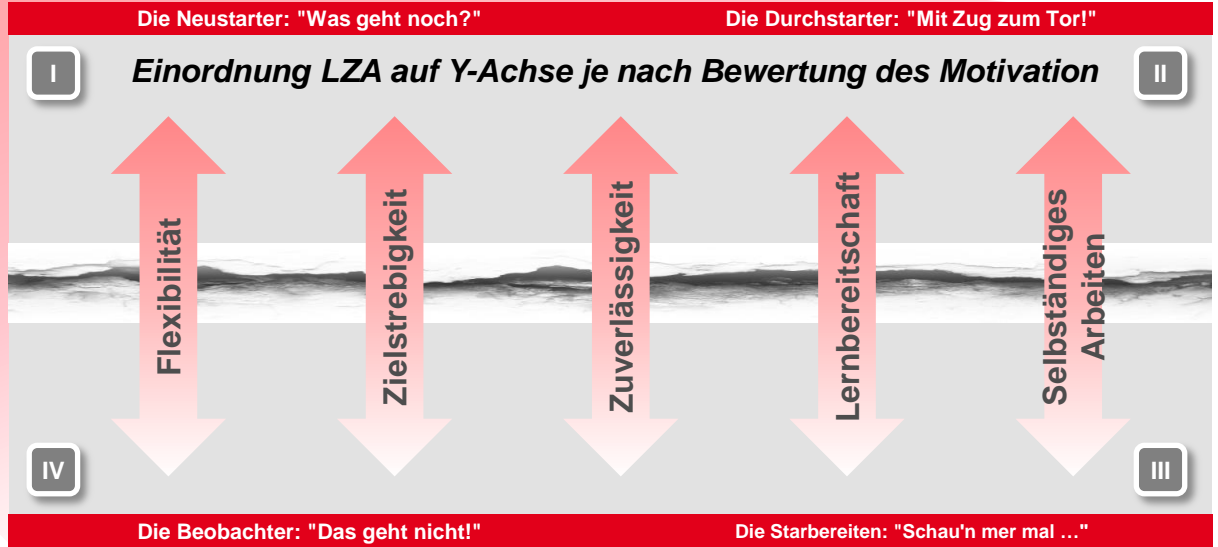 Die Neustarter: "Was geht noch?"
Die Durchstarter: "Mit Zug zum Tor!"
I
Einordnung LZA auf Y-Achse je nach Bewertung des Motivation
II
Flexibilität
Zielstrebigkeit
Zuverlässigkeit
Lernbereitschaft
Selbständiges
Arbeiten
IV
III
Die Beobachter: "Das geht nicht!"
Die Starbereiten: "Schau'n mer mal …"